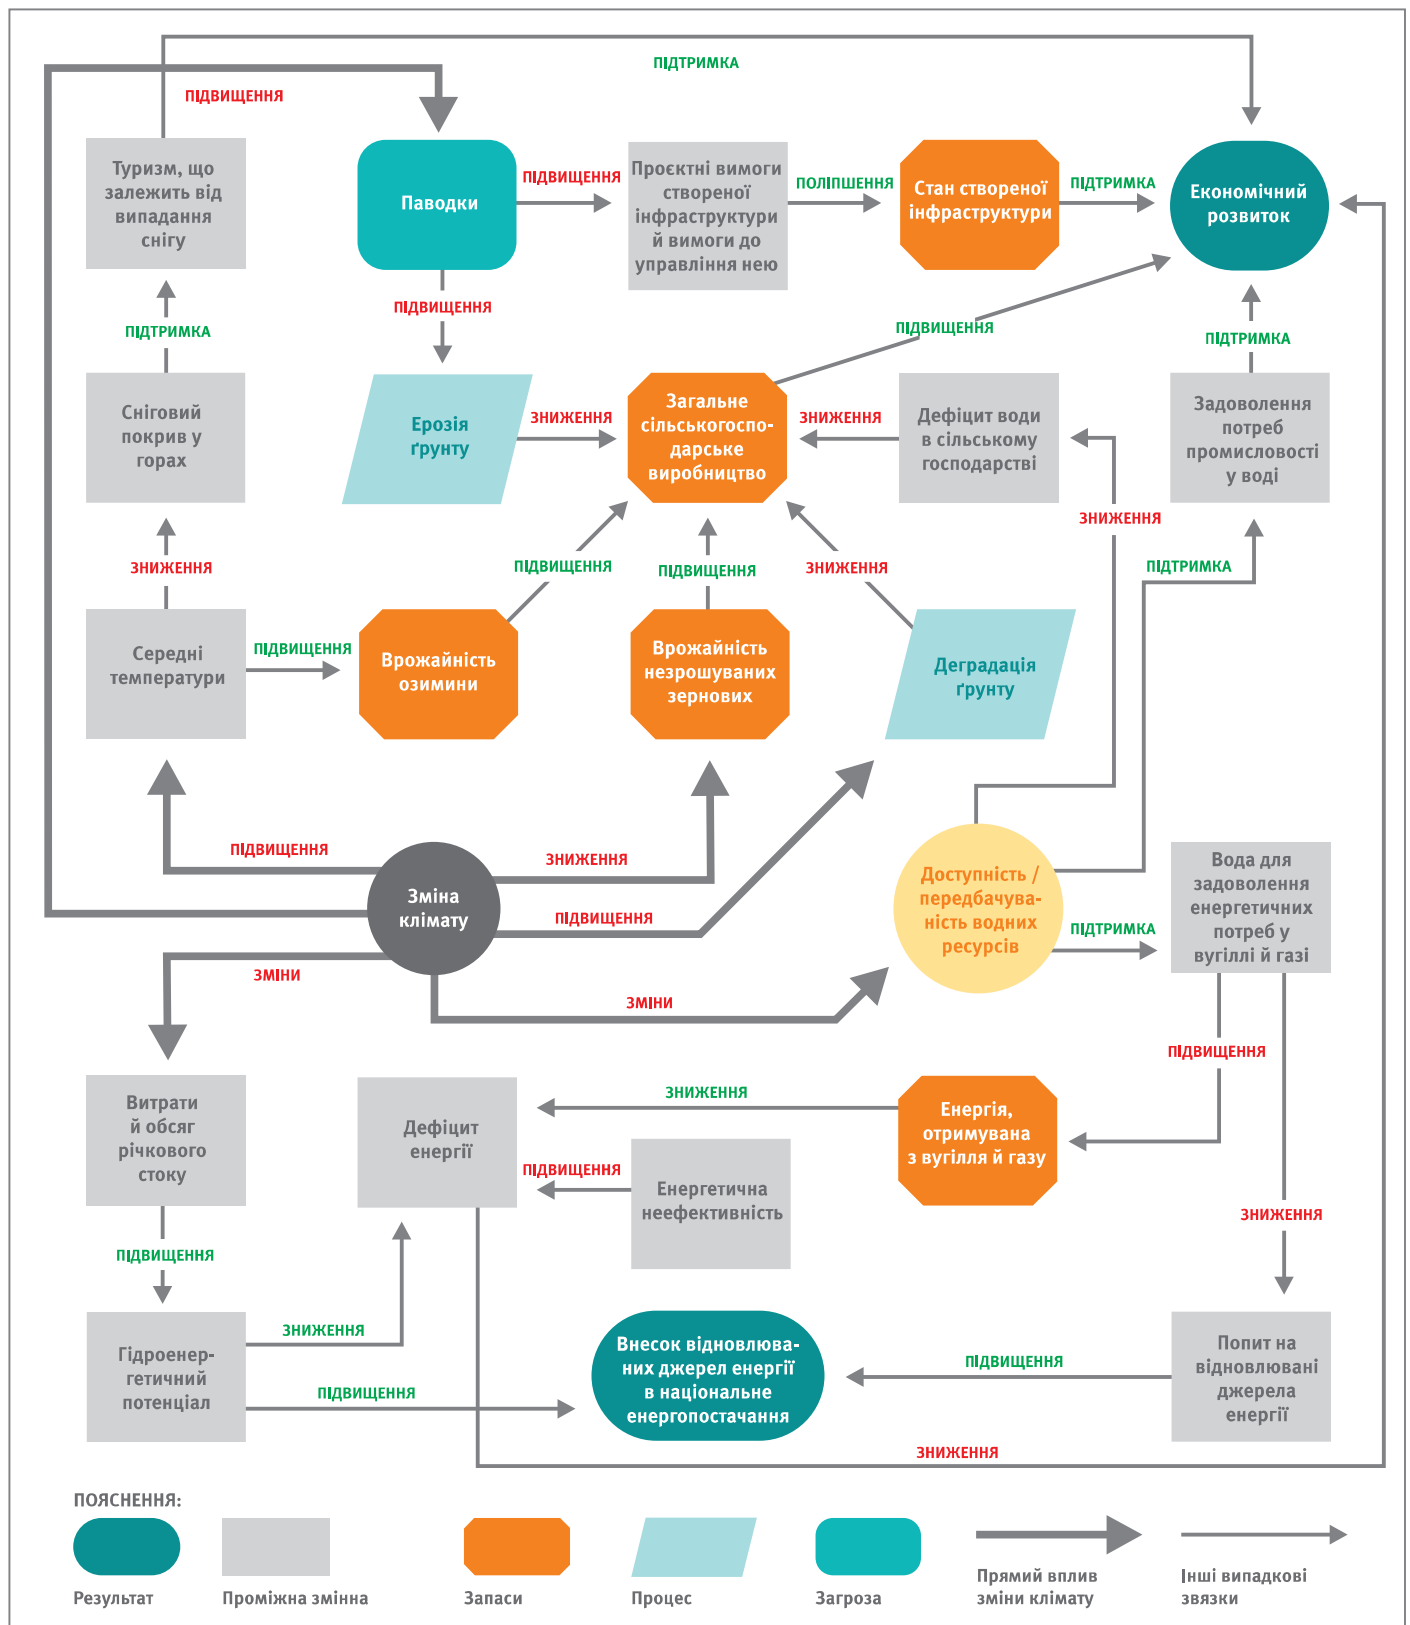 ПІДТРИМКА
ПІДВИЩЕННЯ
Туризм, що
залежить від
випадання
снігу
Паводки
ПІДВИЩЕННЯ
Проєктні вимоги
створеної
інфраструктури
й вимоги до
управління нею
ПОЛІПШЕННЯ
Стан створеної
інфраструктури
ПІДТРИМКА
Економічний
розвиток
ПІДВИЩЕННЯ
ПІДТРИМКА
ПІДВИЩЕННЯ
ПІДТРИМКА
Сніговий
покрив у
горах
Ерозія
ґрунту
ЗНИЖЕННЯ
Загальне
сільськогоспо-
дарське
виробництво
ЗНИЖЕННЯ
Дефіцит води
в сільському
господарстві
Задоволення
потреб
промисловості
у воді
ЗНИЖЕННЯ
ЗНИЖЕННЯ
ПІДВИЩЕННЯ
ПІДВИЩЕННЯ
ЗНИЖЕННЯ
ПІДТРИМКА
Середні
температури
ПІДВИЩЕННЯ
Врожайність
озимини
Врожайність
незрошуваних
зернових
Деградація
ґрунту
ПІДВИЩЕННЯ
Зміна
клімату
ЗНИЖЕННЯ
ПІДВИЩЕННЯ
Доступність /
передбачува-
ність водних
ресурсів
ПІДТРИМКА
Вода для
задоволення
енергетичних
потреб у
вугіллі й газі
ЗМІНИ
ЗМІНИ
ПІДВИЩЕННЯ
Витрати
й обсяг
річкового
стоку
Дефіцит
енергії
ЗНИЖЕННЯ
Енергія,
отримувана
з вугілля й газу
ПІДВИЩЕННЯ
Енергетична
неефективність
ЗНИЖЕННЯ
ПІДВИЩЕННЯ
Гідроенер-
гетичний
потенціал
ЗНИЖЕННЯ
ПІДВИЩЕННЯ
Внесок відновлюва-
них джерел енергії
в національне
енергопостачання
ПІДВИЩЕННЯ
Попит на
відновлювані
джерела
енергії
ЗНИЖЕННЯ
ПОЯСНЕННЯ:
Результат
Проміжна змінна
Запаси
Процес
Загроза
Прямий вплив
зміни клімату
Інші випадкові
звязки